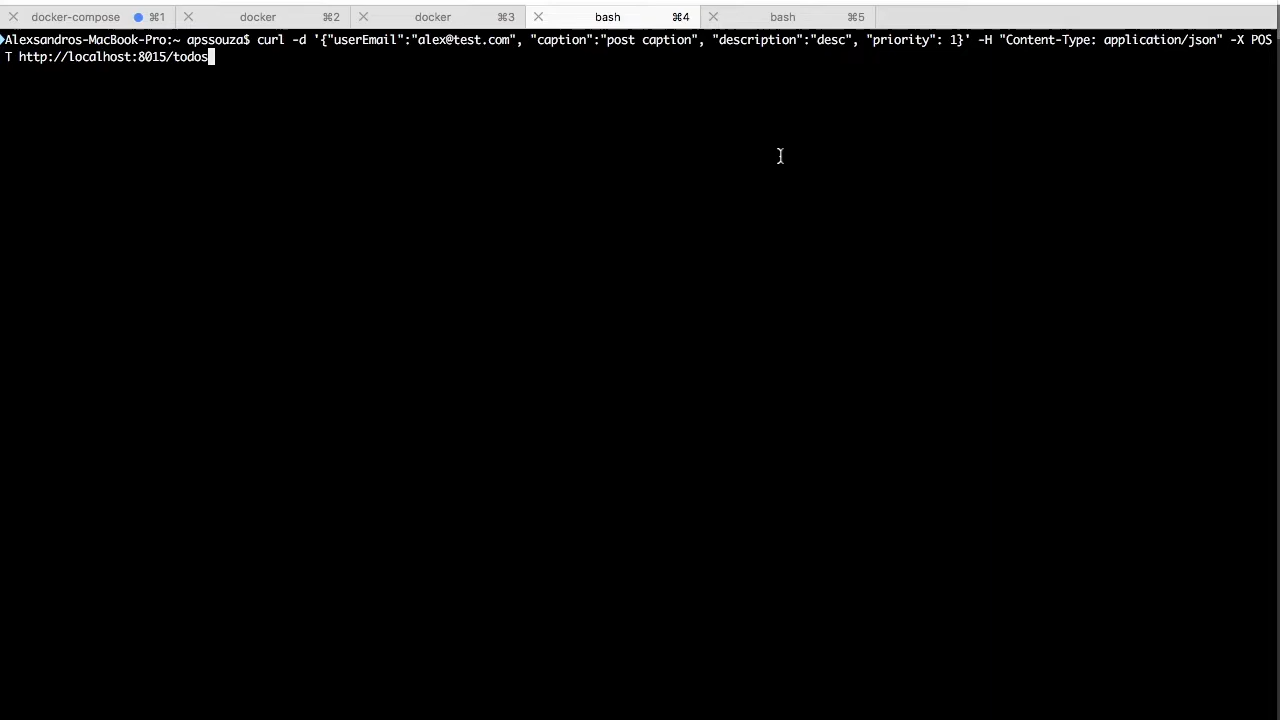 docker-compose ⌘1 docker ⌘2 docker ⌘3 bash ⌘4 bash ⌘5
Alexsandros-MacBook-Pro:~ apssouza$ curl -d '{"userEmail":"alex@test.com", "caption":"post caption", "description":"desc", "priority": 1}' -H "Content-Type: application/json" -X POS
T http://localhost:8015/todos